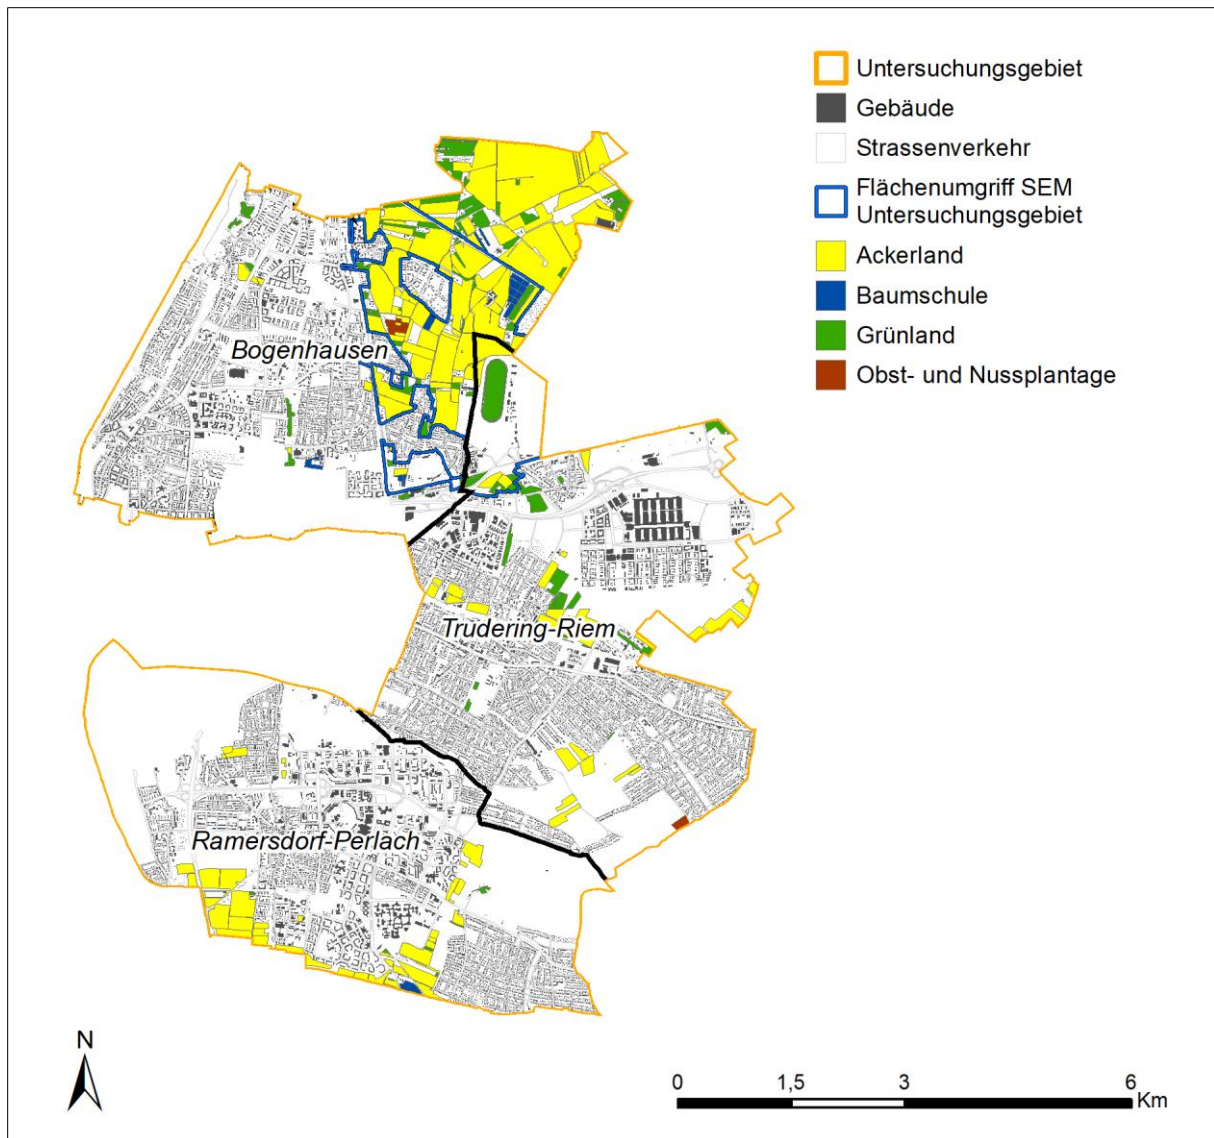 Untersuchungsgebiet
Gebäude
Strassenverkehr
Flächenumgriff SEM
Untersuchungsgebiet
Ackerland
Baumschule
Grünland
Obst- und Nussplantage
Bogenhausen
Trudering-Riem
Ramersdorf-Perlach
N
0 1,5 3 6
Km